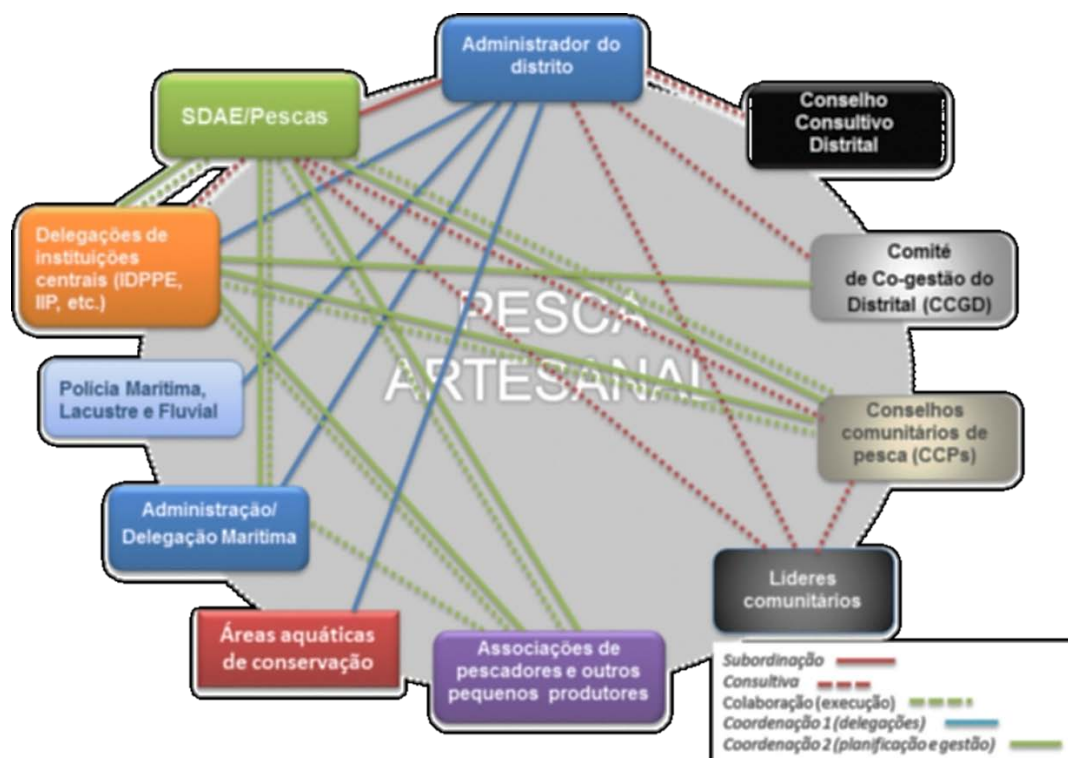 Administrador do
distrito
SDAE/Pescas
Conselho
Consultivo
Distrital
Delegações de
instituições
centrais (IDPPE,
IIP, etc.)
Comité
de Co-gestão do
Distrital (CCGD)
PESCA
ARTESANAL
Polícia Marítima,
Lacustre e Fluvial
Conselhos
comunitários de
pesca (CCPs)
Administração/
Delegação Marítima
Líderes
comunitários
Áreas aquáticas
de conservação
Associações de
pescadores e outros
pequenos produtores
Subordinação
Consultiva
Colaboração (execução)
Coordenação 1 (delegações)
Coordenação 2 (planificação e gestão)